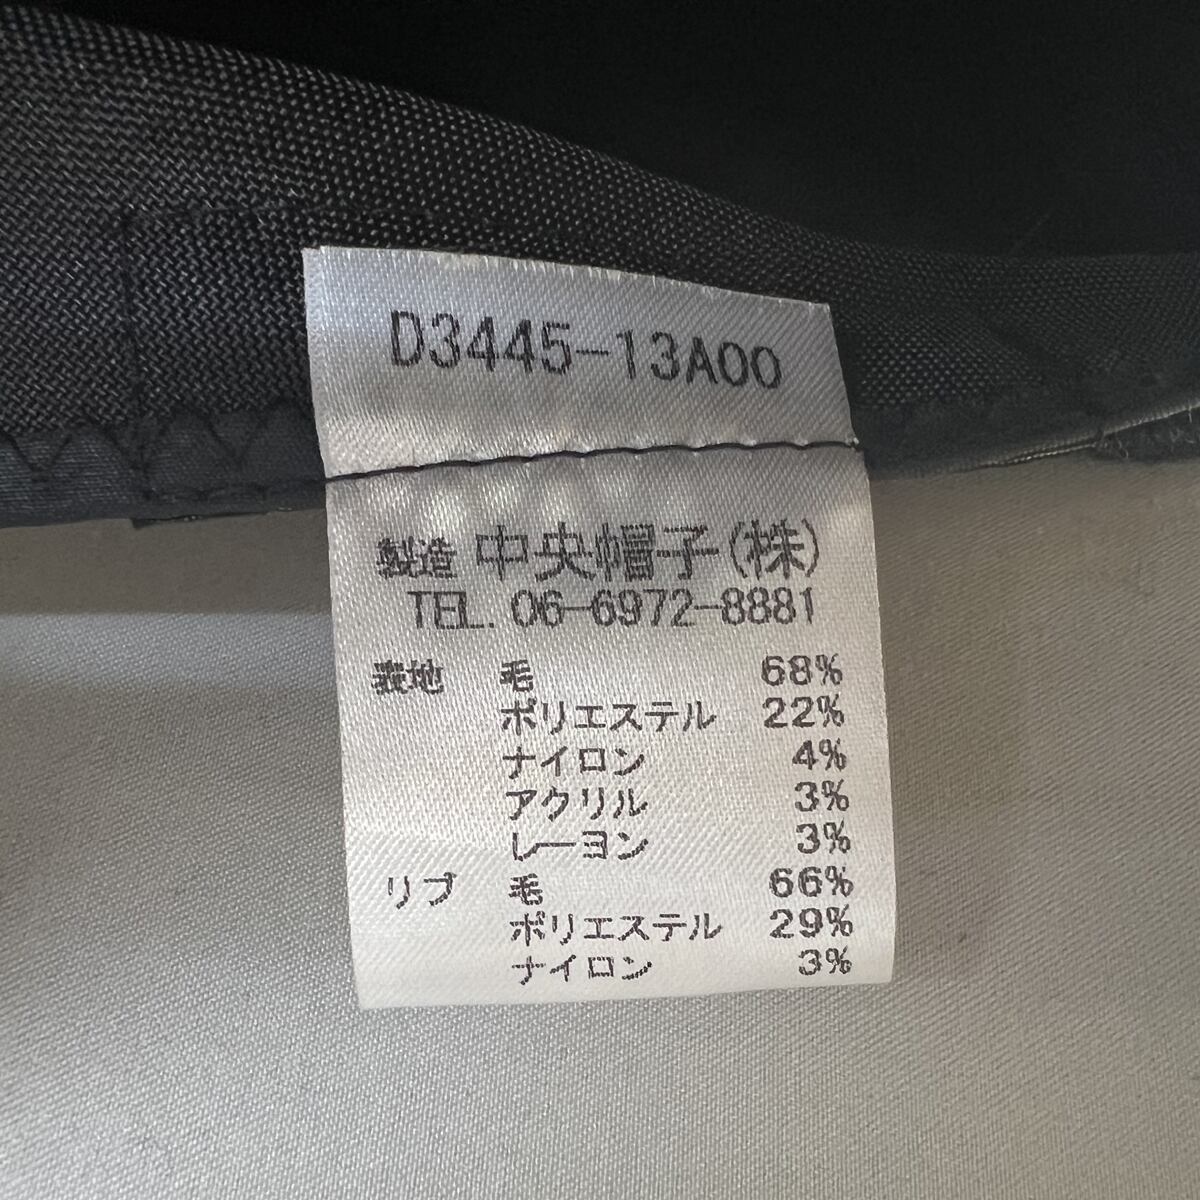 D3445-13A00
製造 中央帽子(株)
TEL. 06-6972-8881
表地 毛 68%
ポリエステル 22%
ナイロン 4%
アクリル 3%
レーヨン 3%
リブ 毛 66%
ポリエステル 29%
ナイロン 3%